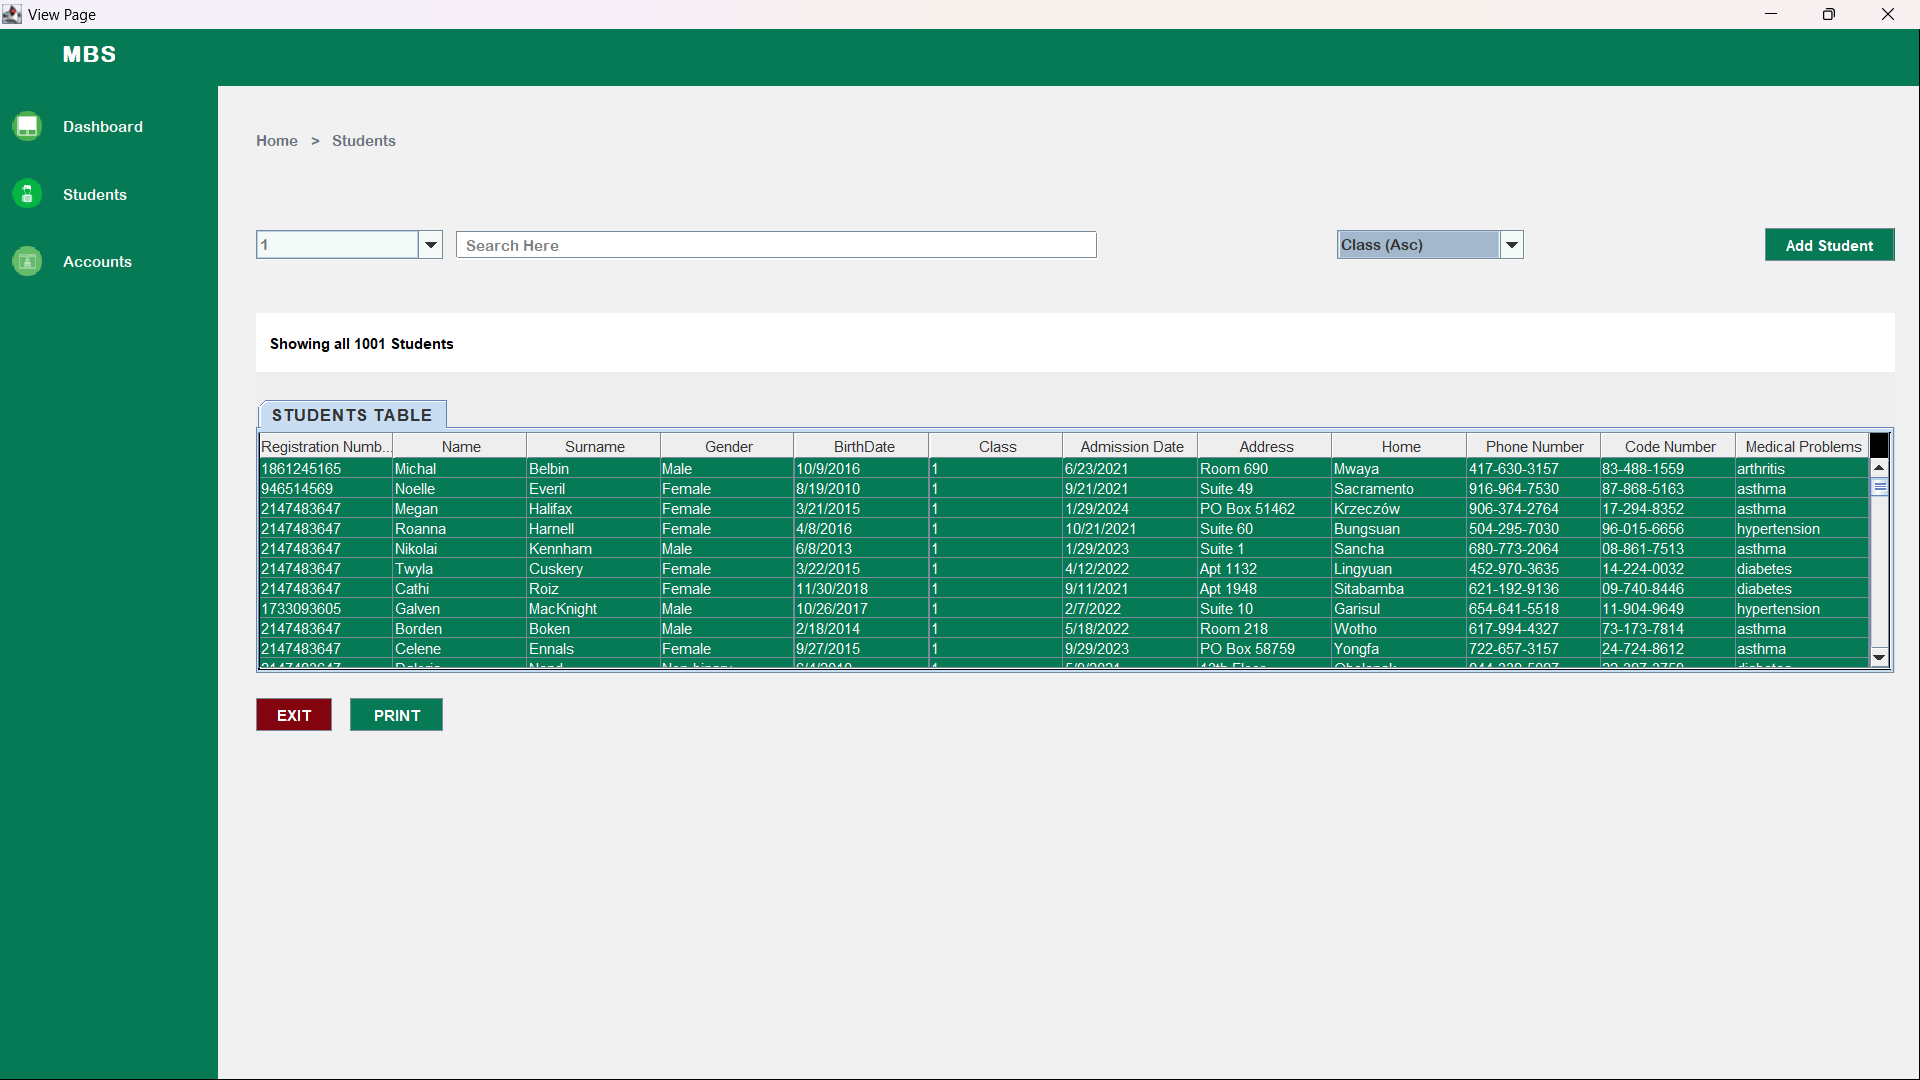 View Page
MBS
Dashboard
Students
Accounts
Home > Students
1 Search Here Class (Asc) Add Student
Showing all 1001 Students
STUDENTS TABLE
Registration Numb... Name Surname Gender BirthDate Class Admission Date Address Home Phone Number Code Number Medical Problems
1861245165 Michal Belbin Male 10/9/2016 1 6/23/2021 Room 690 Mwaya 417-630-3157 83-488-1559 arthritis
946514569 Noelle Everil Female 8/19/2010 1 9/21/2021 Suite 49 Sacramento 916-964-7530 87-868-5163 asthma
2147483647 Megan Halifax Female 3/21/2015 1 1/29/2024 PO Box 51462 Krzeczów 906-374-2764 17-294-8352 asthma
2147483647 Roanna Harnell Female 4/8/2016 1 10/21/2021 Suite 60 Bungsuan 504-295-7030 96-015-6656 hypertension
2147483647 Nikolai Kennham Male 6/8/2013 1 1/29/2023 Suite 1 Sancha 680-773-2064 08-861-7513 asthma
2147483647 Twyla Cuskery Female 3/22/2015 1 4/12/2022 Apt 1132 Lingyuan 452-970-3635 14-224-0032 diabetes
2147483647 Cathi Roiz Female 11/30/2018 1 9/11/2021 Apt 1948 Sitabamba 621-192-9136 09-740-8446 diabetes
1733093605 Galven MacKnight Male 10/26/2017 1 2/7/2022 Suite 10 Garisul 654-641-5518 11-904-9649 hypertension
2147483647 Borden Boken Male 2/18/2014 1 5/18/2022 Room 218 Wotho 617-994-4327 73-173-7814 asthma
2147483647 Celene Ennals Female 9/27/2015 1 9/29/2023 PO Box 58759 Yongfa 722-657-3157 24-724-8612 asthma
EXIT PRINT